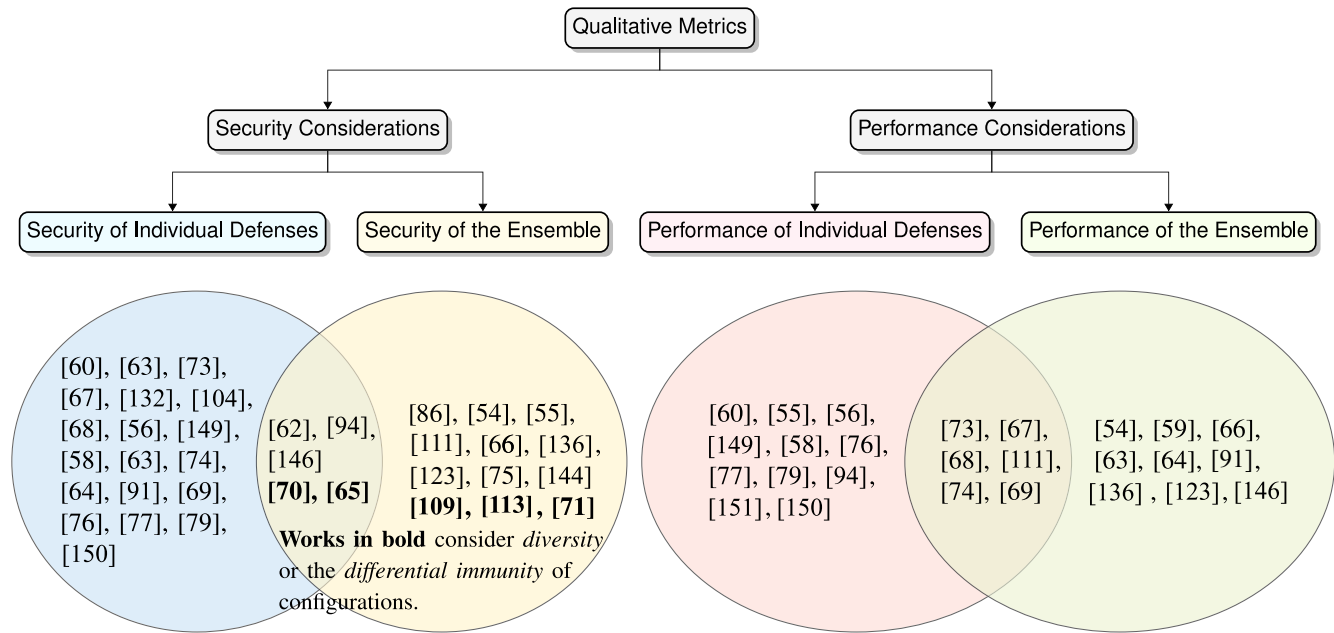 Qualitative Metrics
Security Considerations
Performance Considerations
Security of Individual Defenses
Security of the Ensemble
Performance of Individual Defenses
Performance of the Ensemble
[60], [63], [73],
[67], [132], [104],
[68], [56], [149],
[58], [63], [74],
[64], [91], [69],
[76], [77], [79],
[150]
[62], [94],
[146]
[70], [65]
[86], [54], [55],
[111], [66], [136],
[123], [75], [144]
[109], [113], [71]
Works in bold consider diversity
or the differential immunity of
configurations.
[60], [55], [56],
[149], [58], [76],
[77], [79], [94],
[151], [150]
[73], [67],
[68], [111],
[74], [69]
[54], [59], [66],
[63], [64], [91],
[136] , [123], [146]